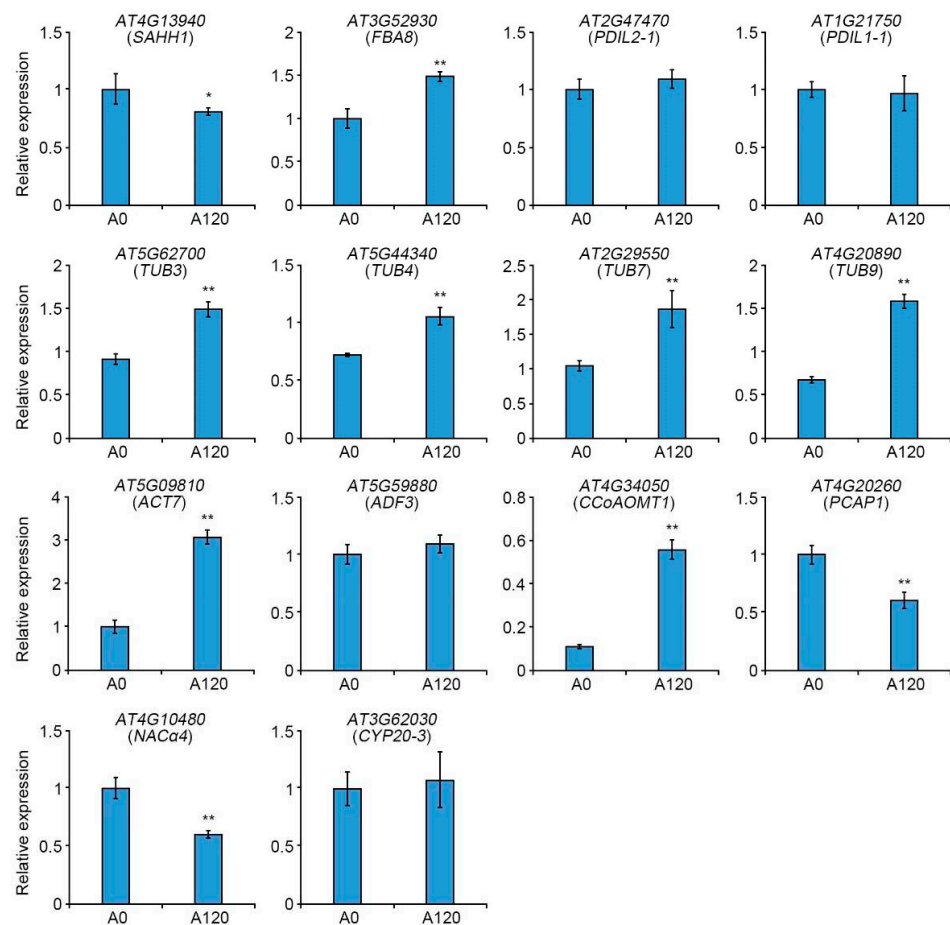 AT4G13940
(SAHH1)
Relative expression
1.5
1
0.5
0
*
A0
A120
AT3G52930
(FBA8)
2
1.5
1
0.5
0
**
A0
A120
AT2G47470
(PDIL2-1)
1.5
1
0.5
0
A0
A120
AT1G21750
(PDIL1-1)
1.5
1
0.5
0
A0
A120
AT5G62700
(TUB3)
Relative expression
2
1.5
1
0.5
0
**
A0
A120
AT5G44340
(TUB4)
1.5
1
0.5
0
**
A0
A120
AT2G29550
(TUB7)
2.5
2
1.5
1
0.5
0
**
A0
A120
AT4G20890
(TUB9)
2
1.5
1
0.5
0
**
A0
A120
AT5G09810
(ACT7)
Relative expression
4
3
2
1
0
**
A0
A120
AT5G59880
(ADF3)
1.5
1
0.5
0
A0
A120
AT4G34050
(CCoAOMT1)
0.8
0.6
0.4
0.2
0
**
A0
A120
AT4G20260
(PCAP1)
1.5
1
0.5
0
**
A0
A120
AT4G10480
(NACα4)
Relative expression
1.5
1
0.5
0
**
A0
A120
AT3G62030
(CYP20-3)
1.5
1
0.5
0
A0
A120